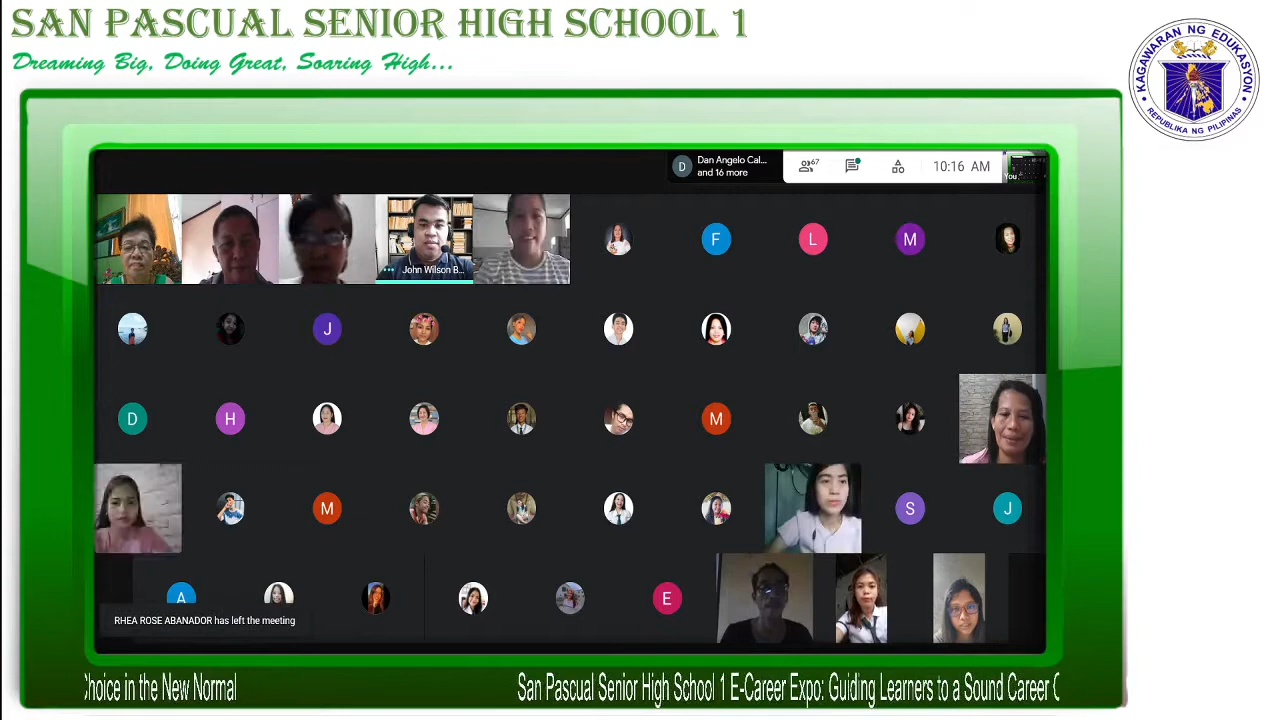 SAN PASCUAL SENIOR HIGH SCHOOL 1
Dreaming Big, Doing Great, Soaring High...
KAGAWARAN NG EDUKASYON
REPUBLIKA NG PILIPINAS
D
Dan Angelo Cal...
and 16 more
67
10:16 AM
You
John Wilson B...
F
L
M
J
D
H
M
M
S
J
A
E
RHEA ROSE ABANADOR has left the meeting
Choice in the New Normal
San Pascual Senior High School 1 E-Career Expo: Guiding Learners to a Sound Career C